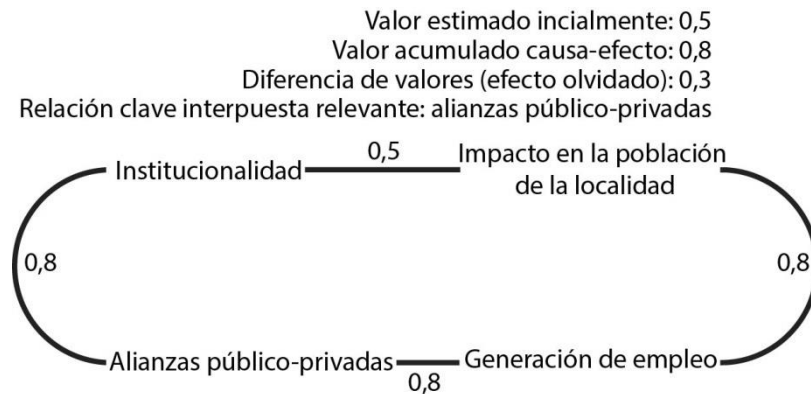 Valor estimado incialmente: 0,5
Valor acumulado causa-efecto: 0,8
Diferencia de valores (efecto olvidado): 0,3
Relación clave interpuesta relevante: alianzas público-privadas
Institucionalidad
0,5
Impacto en la población
de la localidad
0,8
0,8
Alianzas público-privadas
0,8
Generación de empleo